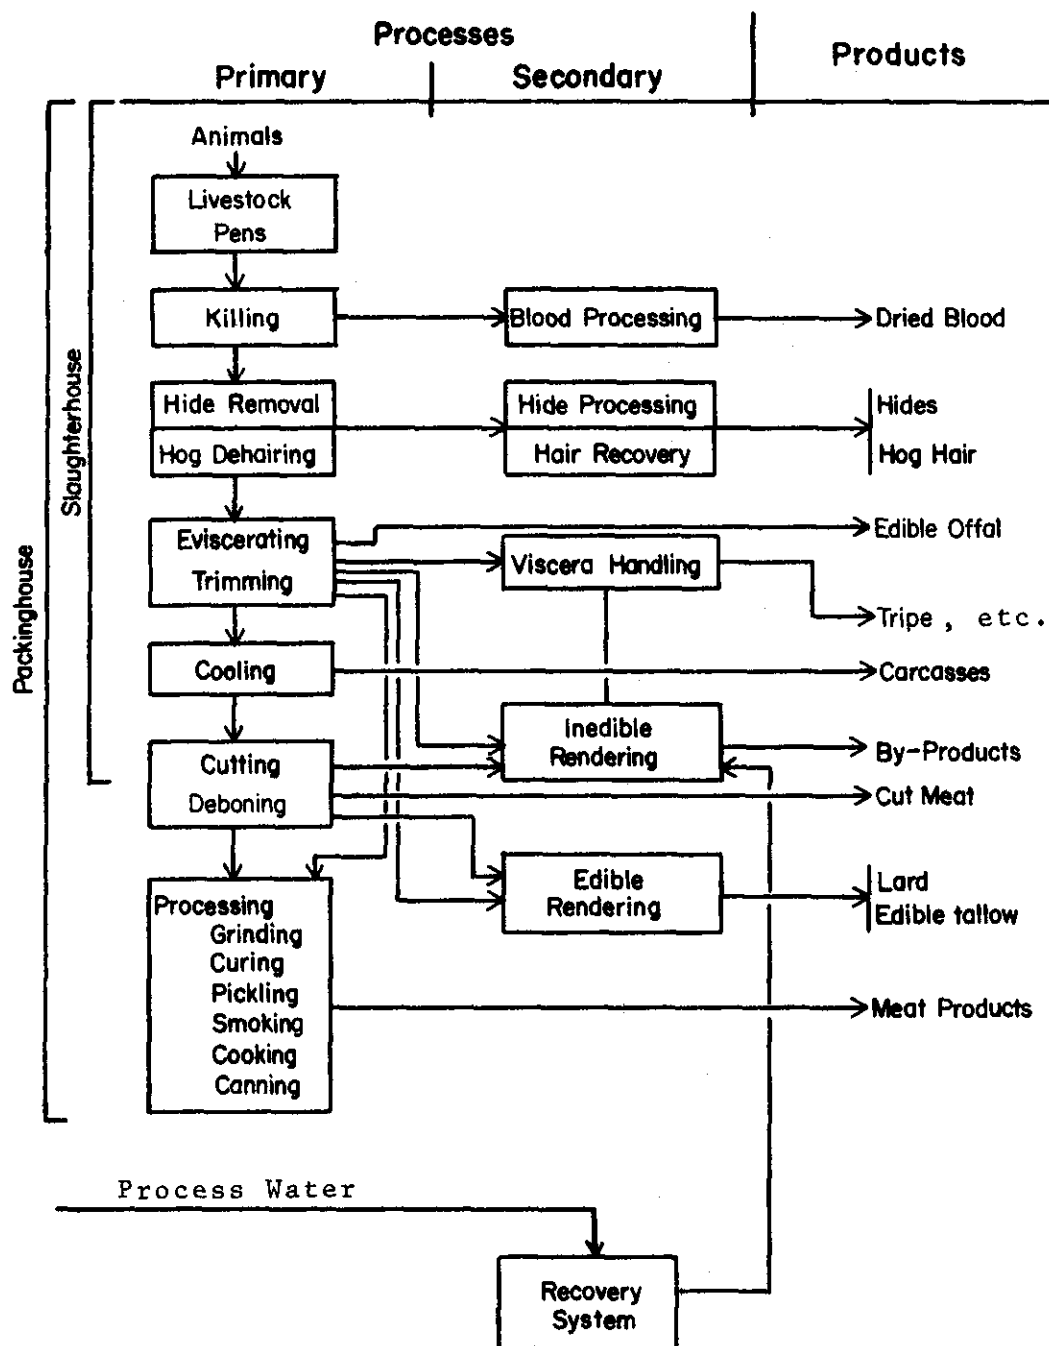 Processes
Primary
Secondary
Products
Packinghouse
Slaughterhouse
Animals
Livestock
Pens
Killing
Blood Processing
Dried Blood
Hide Removal
Hide Processing
Hides
Hog Dehairing
Hair Recovery
Hog Hair
Eviscerating
Trimming
Edible Offal
Viscera Handling
Tripe, etc.
Cooling
Carcasses
Inedible
Rendering
By-Products
Cutting
Deboning
Cut Meat
Edible
Rendering
Lard
Edible tallow
Processing
Grinding
Curing
Pickling
Smoking
Cooking
Canning
Meat Products
Process Water
Recovery
System